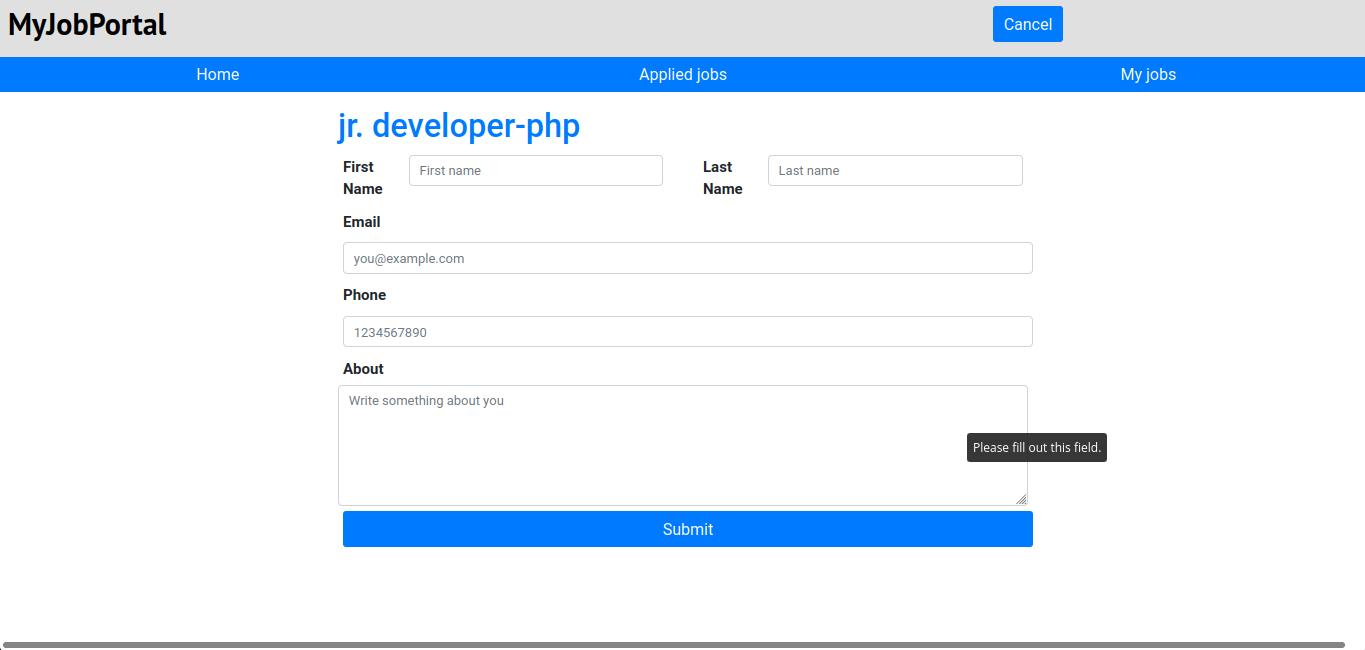 MyJobPortal
Cancel
Home Applied jobs My jobs
jr. developer-php
First Name First name Last Name Last name
Email
you@example.com
Phone
1234567890
About
Write something about you
Please fill out this field.
Submit